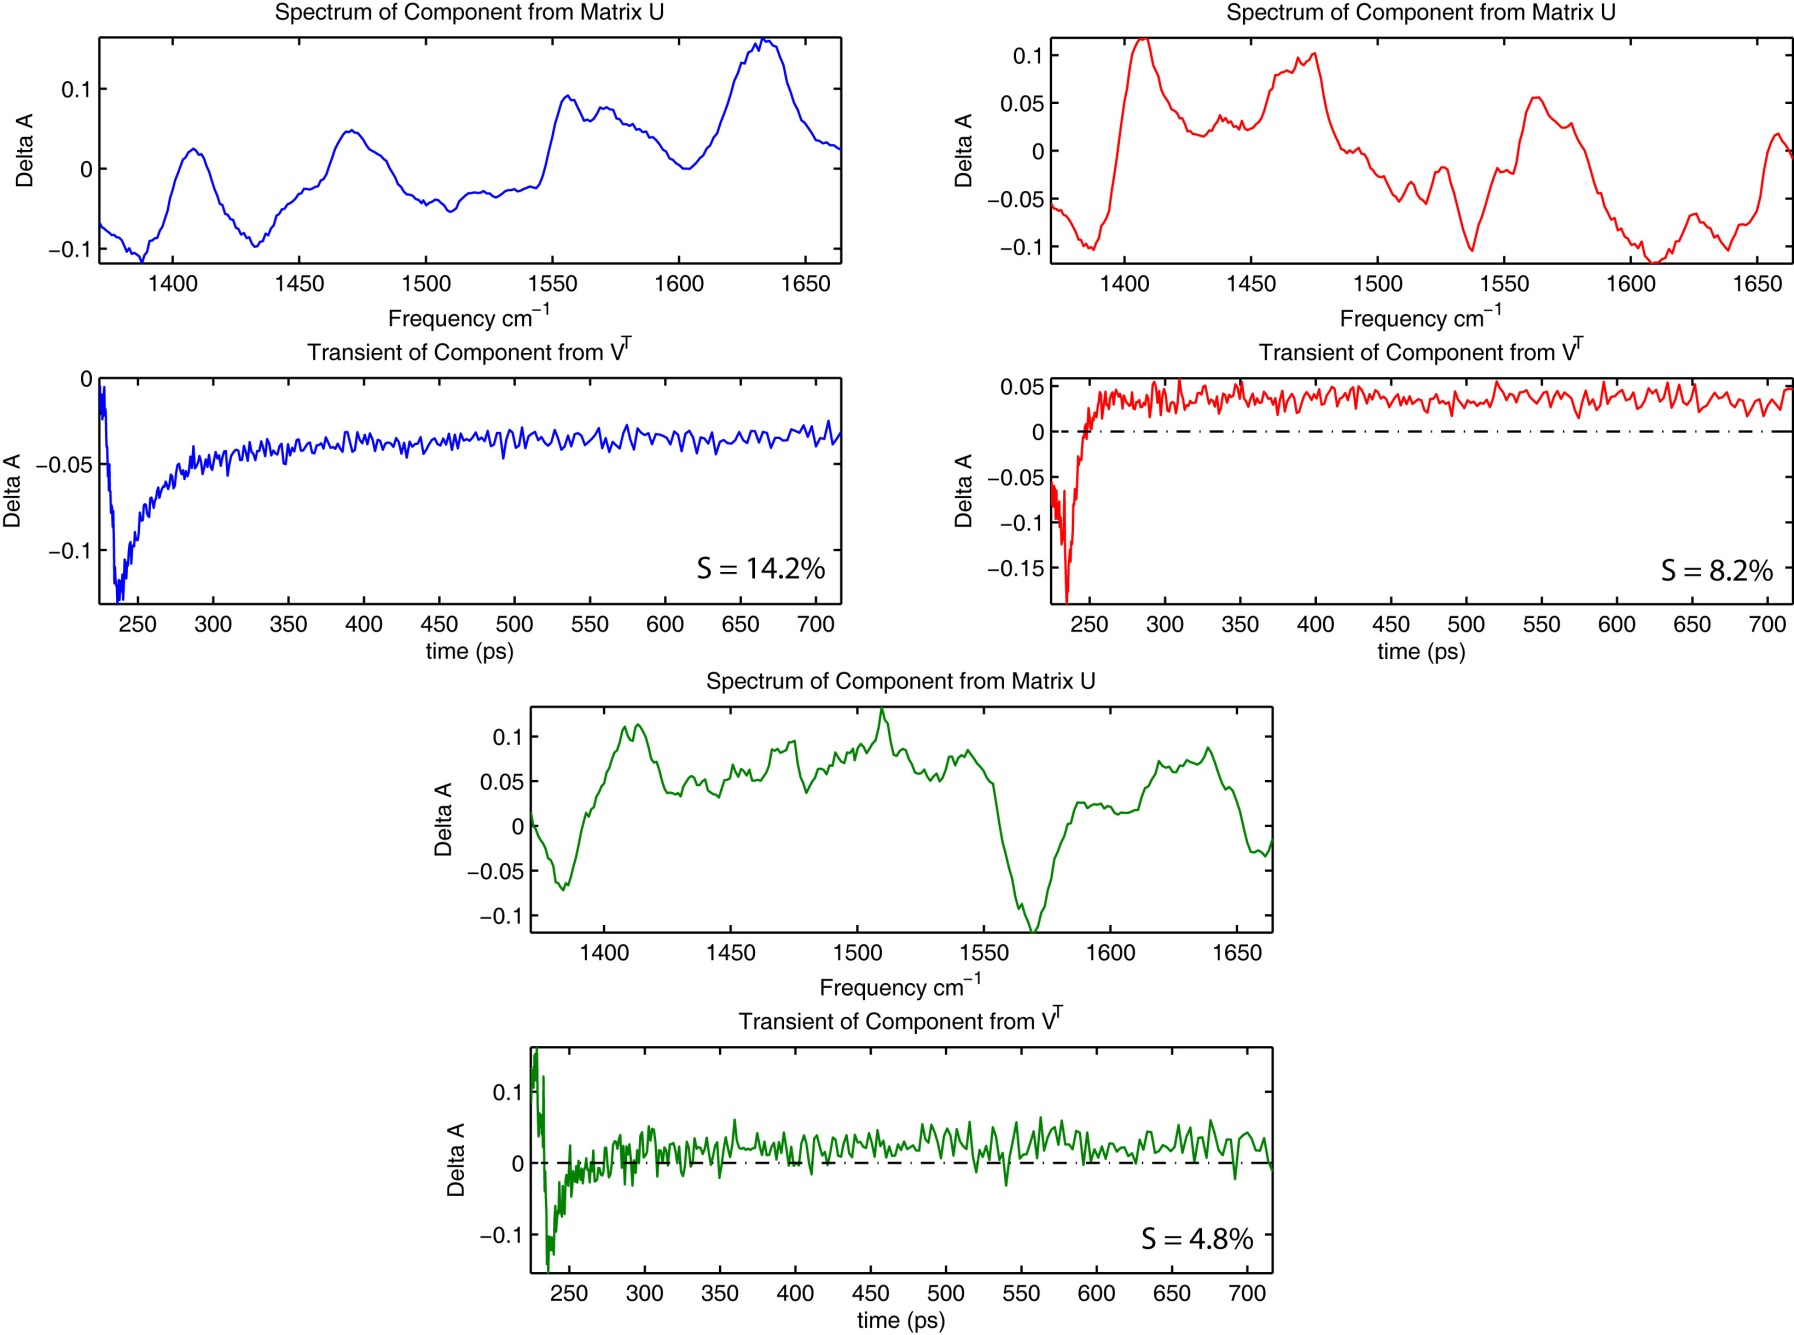 Spectrum of Component from Matrix U
Delta A
0.1
0
−0.1
1400 1450 1500 1550 1600 1650
Frequency cm⁻¹
Transient of Component from Vᵀ
Delta A
0
−0.05
−0.1
S = 14.2%
250 300 350 400 450 500 550 600 650 700
time (ps)
Spectrum of Component from Matrix U
Delta A
0.1
0.05
0
−0.05
−0.1
1400 1450 1500 1550 1600 1650
Frequency cm⁻¹
Transient of Component from Vᵀ
Delta A
0.05
0
−0.05
−0.1
−0.15
S = 8.2%
250 300 350 400 450 500 550 600 650 700
time (ps)
Spectrum of Component from Matrix U
Delta A
0.1
0.05
0
−0.05
−0.1
1400 1450 1500 1550 1600 1650
Frequency cm⁻¹
Transient of Component from Vᵀ
Delta A
0.1
0
−0.1
S = 4.8%
250 300 350 400 450 500 550 600 650 700
time (ps)